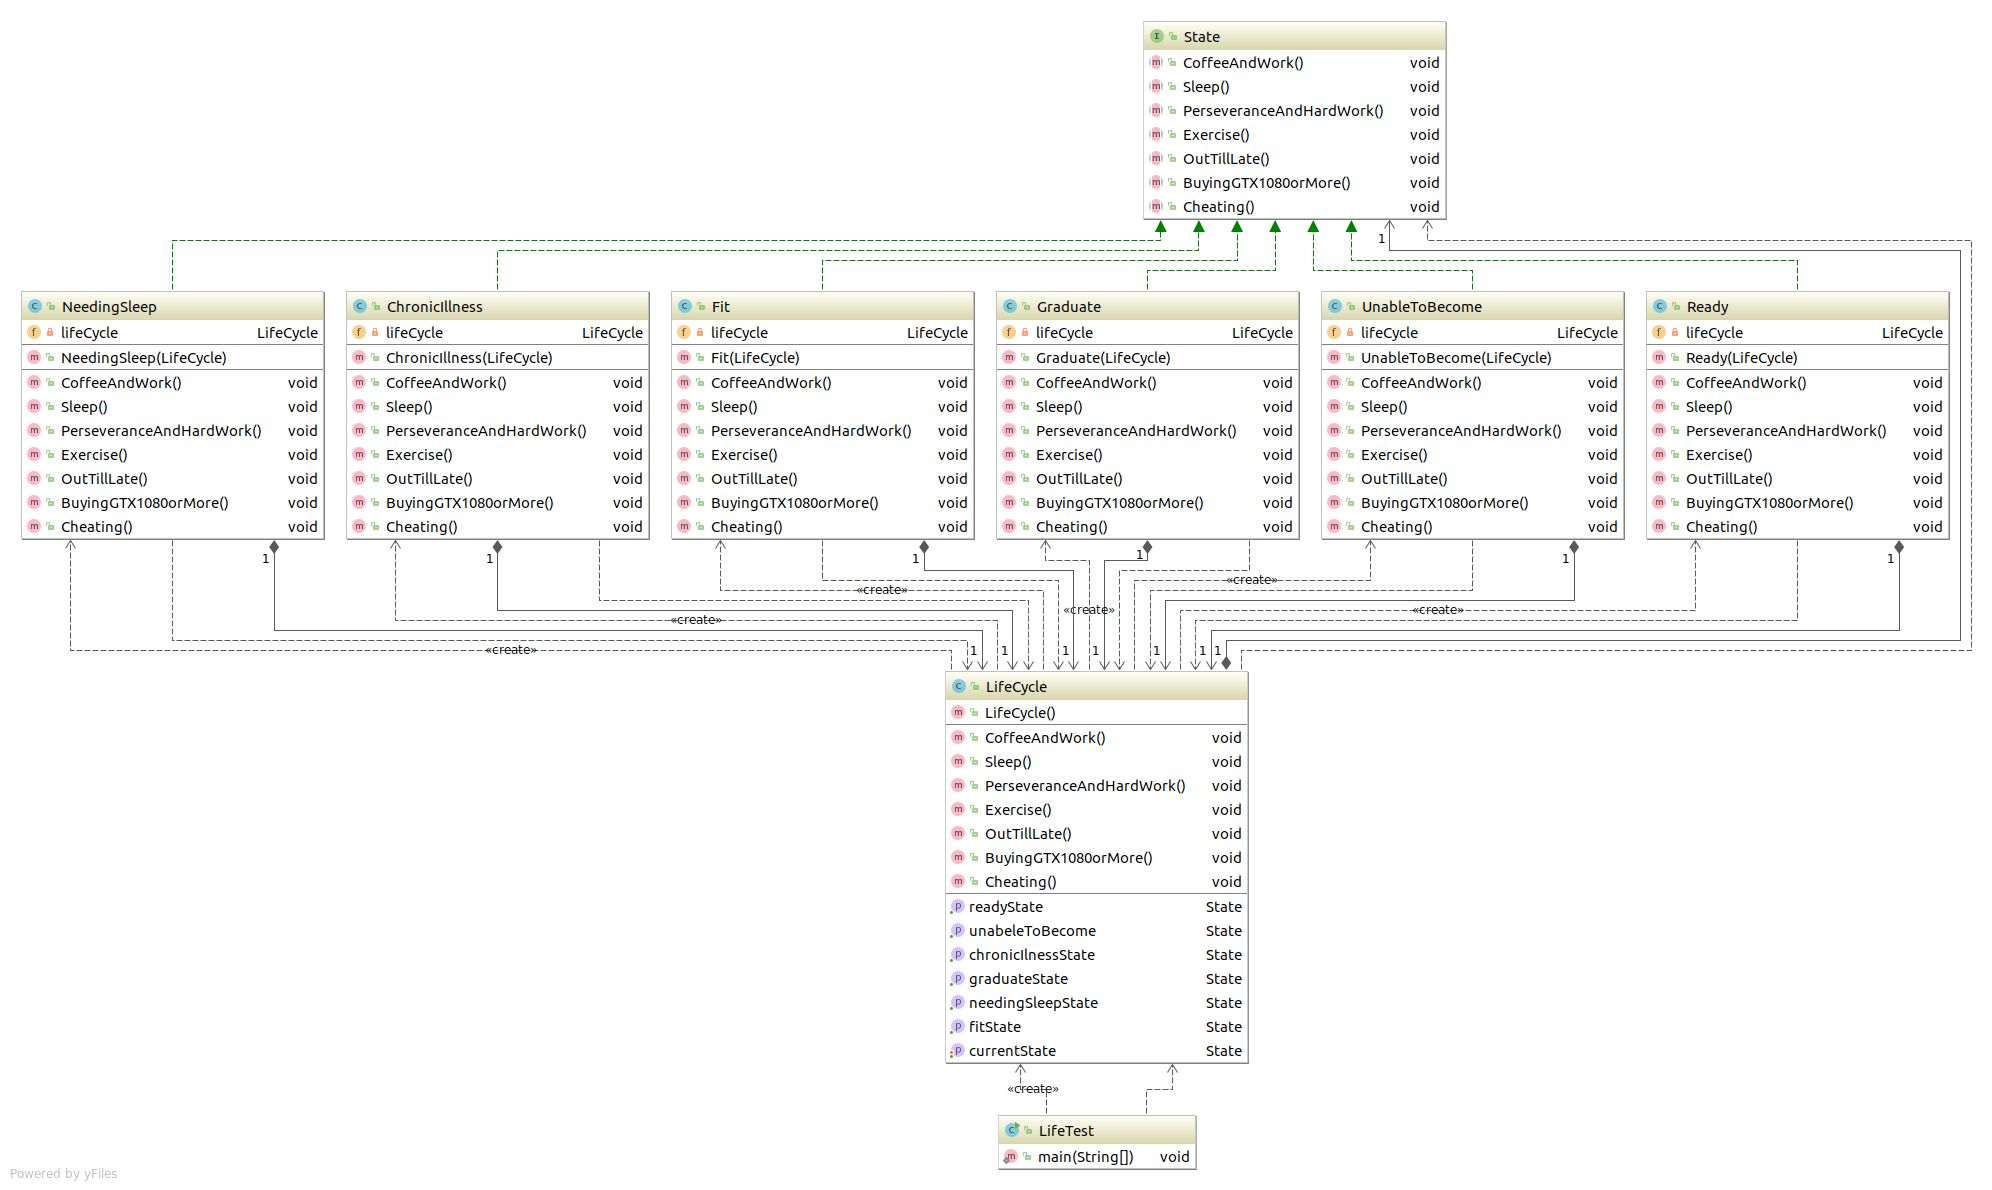 State
CoffeeAndWork() void
Sleep() void
PerseveranceAndHardWork() void
Exercise() void
OutTillLate() void
BuyingGTX1080orMore() void
Cheating() void
1
NeedingSleep
lifeCycle LifeCycle
NeedingSleep(LifeCycle)
CoffeeAndWork() void
Sleep() void
PerseveranceAndHardWork() void
Exercise() void
OutTillLate() void
BuyingGTX1080orMore() void
Cheating() void
ChronicIllness
lifeCycle LifeCycle
ChronicIllness(LifeCycle)
CoffeeAndWork() void
Sleep() void
PerseveranceAndHardWork() void
Exercise() void
OutTillLate() void
BuyingGTX1080orMore() void
Cheating() void
Fit
lifeCycle LifeCycle
Fit(LifeCycle)
CoffeeAndWork() void
Sleep() void
PerseveranceAndHardWork() void
Exercise() void
OutTillLate() void
BuyingGTX1080orMore() void
Cheating() void
Graduate
lifeCycle LifeCycle
Graduate(LifeCycle)
CoffeeAndWork() void
Sleep() void
PerseveranceAndHardWork() void
Exercise() void
OutTillLate() void
BuyingGTX1080orMore() void
Cheating() void
UnableToBecome
lifeCycle LifeCycle
UnableToBecome(LifeCycle)
CoffeeAndWork() void
Sleep() void
PerseveranceAndHardWork() void
Exercise() void
OutTillLate() void
BuyingGTX1080orMore() void
Cheating() void
Ready
lifeCycle LifeCycle
Ready(LifeCycle)
CoffeeAndWork() void
Sleep() void
PerseveranceAndHardWork() void
Exercise() void
OutTillLate() void
BuyingGTX1080orMore() void
Cheating() void
1 1 1 1 1 1
«create»
«create»
«create» «create»
«create»
«create» 1 1 1 1 1 1 1
LifeCycle
LifeCycle()
CoffeeAndWork() void
Sleep() void
PerseveranceAndHardWork() void
Exercise() void
OutTillLate() void
BuyingGTX1080orMore() void
Cheating() void
readyState State
unabeleToBecome State
chronicIlnessState State
graduateState State
needingSleepState State
fitState State
currentState State
«create»
LifeTest
main(String[]) void
Powered by yFiles